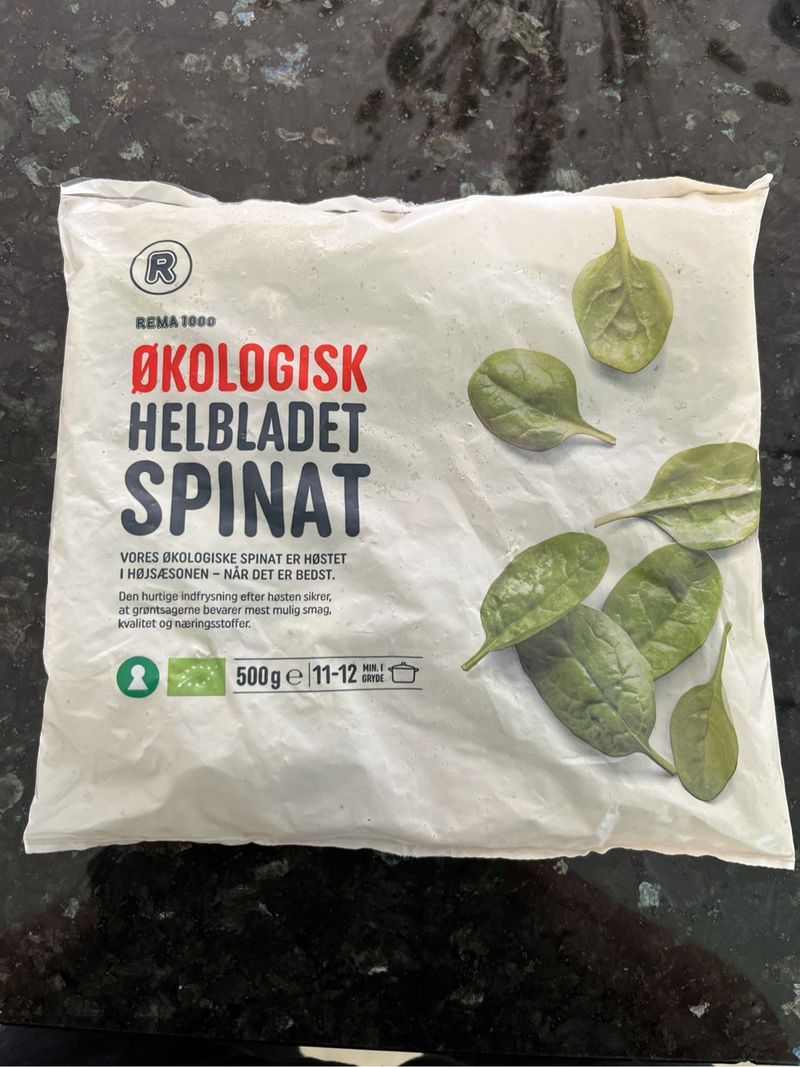 R
REMA 1000
ØKOLOGISK
HELBLADET
SPINAT
VORES ØKOLOGISKE SPINAT ER HØSTET
I HØJSÆSONEN – NÅR DET ER BEDST.
Den hurtige indfrysning efter høsten sikrer,
at grøntsagerne bevarer mest mulig smag,
kvalitet og næringsstoffer.
500g e | 11-12 MIN. I
GRYDE